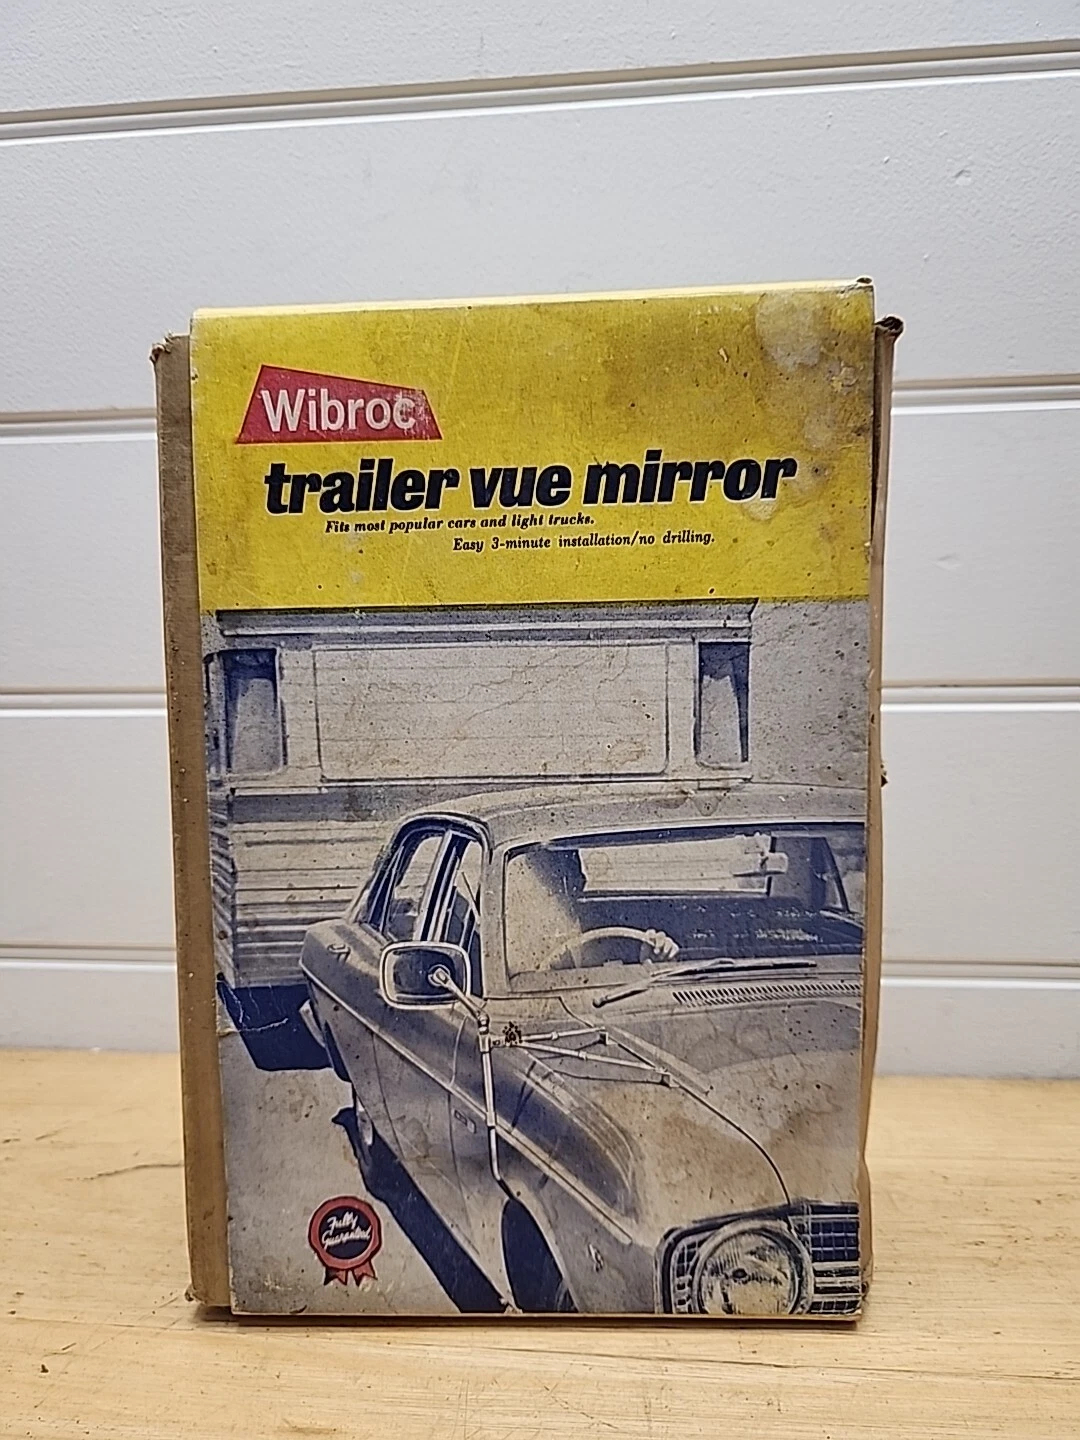 Wibroc
trailer vue mirror
Fits most popular cars and light trucks.
Easy 3-minute installation/no drilling.
Fully
Guaranteed